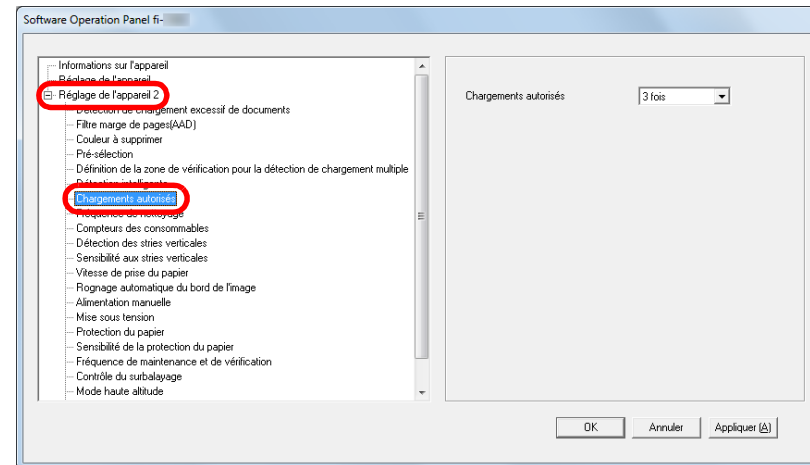 Software Operation Panel fi-
Informations sur l'appareil
Réglage de l'appareil
Réglage de l'appareil 2
Détection de chargement excessif de documents
Filtre marge de pages(AAD)
Couleur à supprimer
Pré-sélection
Définition de la zone de vérification pour la détection de chargement multiple
Détection intelligente
Chargements autorisés
Fréquence de nettoyage
Compteurs des consommables
Détection des stries verticales
Sensibilité aux stries verticales
Vitesse de prise du papier
Rognage automatique du bord de l'image
Alimentation manuelle
Mise sous tension
Protection du papier
Sensibilité de la protection du papier
Fréquence de maintenance et de vérification
Contrôle du surbalayage
Mode haute altitude
Chargements autorisés 3 fois
OK Annuler Appliquer (A)